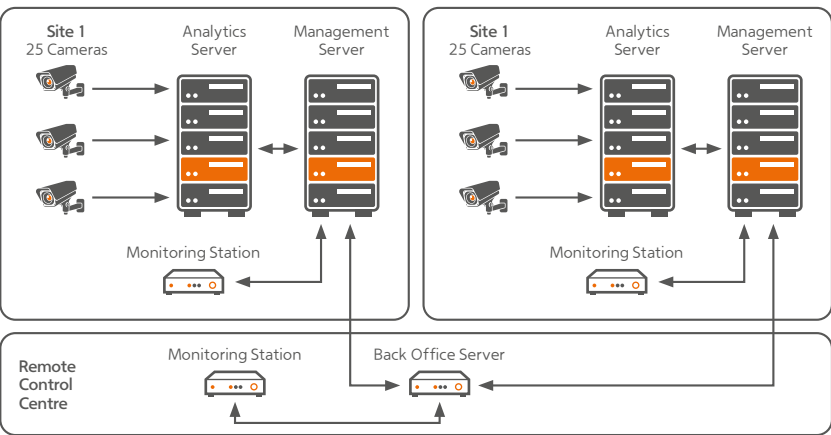 Site 1
25 Cameras
Analytics
Server
Management
Server
Monitoring Station
Site 1
25 Cameras
Analytics
Server
Management
Server
Monitoring Station
Remote
Control
Centre
Monitoring Station
Back Office Server